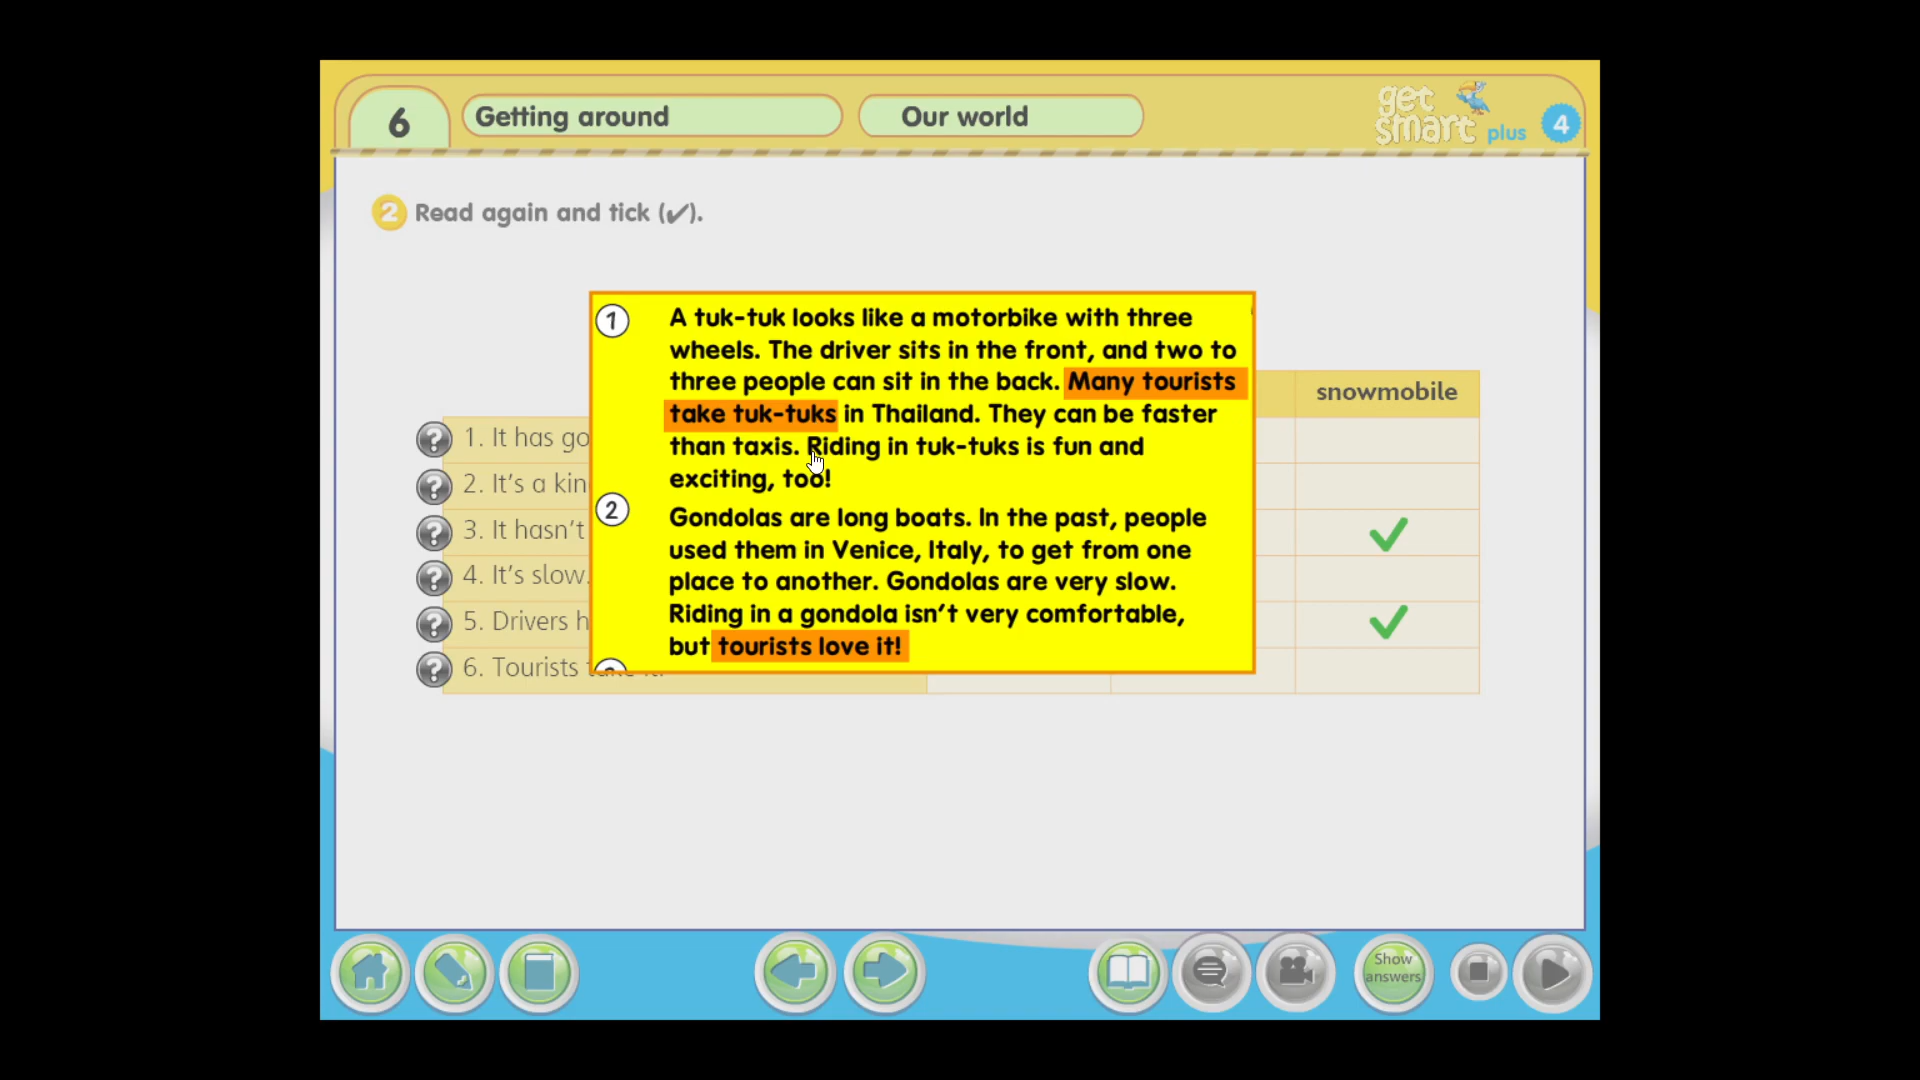 6
Getting around
Our world
get
smart plus 4
2 Read again and tick (✔).
snowmobile
1. It has go
2. It's a kin
3. It hasn't
4. It's slow.
5. Drivers h
6. Tourists
1
A tuk-tuk looks like a motorbike with three
wheels. The driver sits in the front, and two to
three people can sit in the back. Many tourists
take tuk-tuks in Thailand. They can be faster
than taxis. Riding in tuk-tuks is fun and
exciting, too!
2
Gondolas are long boats. In the past, people
used them in Venice, Italy, to get from one
place to another. Gondolas are very slow.
Riding in a gondola isn't very comfortable,
but tourists love it!
Show
answers